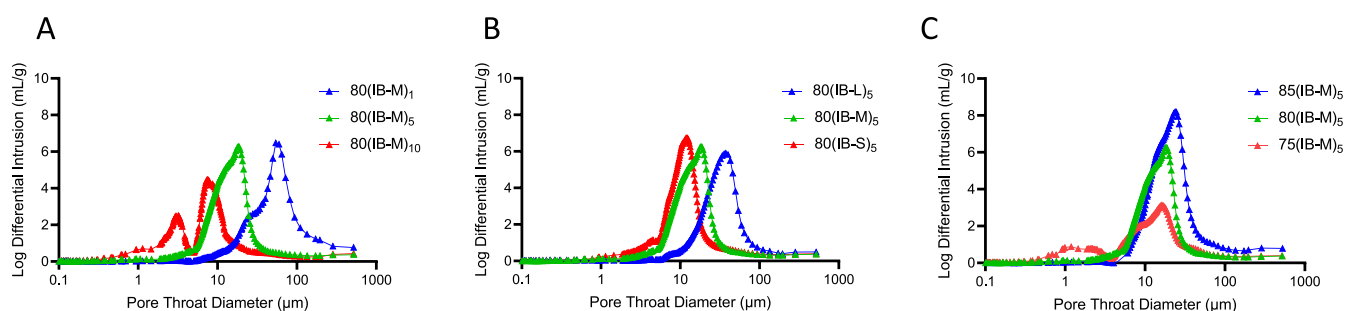 A
Log Differential Intrusion (mL/g)
10
8
6
4
2
0
0.1
1
10
100
1000
Pore Throat Diameter (µm)
80(IB-M)1
80(IB-M)5
80(IB-M)10
B
Log Differential Intrusion (mL/g)
10
8
6
4
2
0
0.1
1
10
100
1000
Pore Throat Diameter (µm)
80(IB-L)5
80(IB-M)5
80(IB-S)5
C
Log Differential Intrusion (mL/g)
10
8
6
4
2
0
0.1
1
10
100
1000
Pore Throat Diameter (µm)
85(IB-M)5
80(IB-M)5
75(IB-M)5